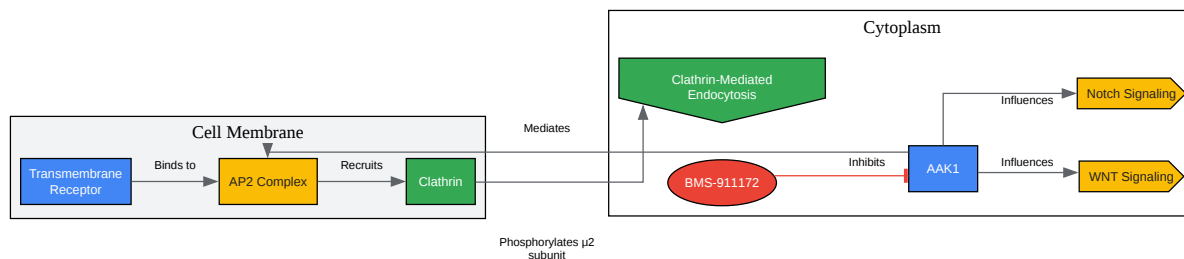 Cytoplasm
Clathrin-Mediated
Endocytosis
Notch Signaling
Influences
Cell Membrane
Mediates
Transmembrane
Receptor
Binds to
AP2 Complex
Recruits
Clathrin
BMS-911172
Inhibits
AAK1
Influences
WNT Signaling
Phosphorylates μ2
subunit